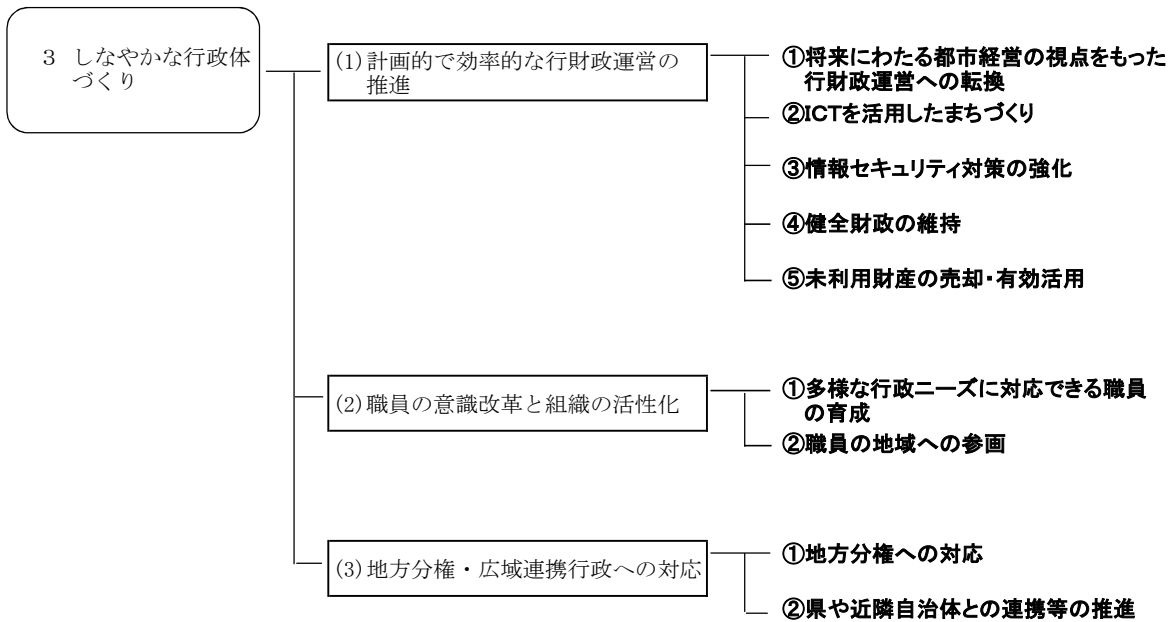 3 しなやかな行政体
づくり
(1)計画的で効率的な行財政運営の
推進
①将来にわたる都市経営の視点をもった
行財政運営への転換
②ICTを活用したまちづくり
③情報セキュリティ対策の強化
④健全財政の維持
⑤未利用財産の売却・有効活用
(2)職員の意識改革と組織の活性化
①多様な行政ニーズに対応できる職員
の育成
②職員の地域への参画
(3)地方分権・広域連携行政への対応
①地方分権への対応
②県や近隣自治体との連携等の推進